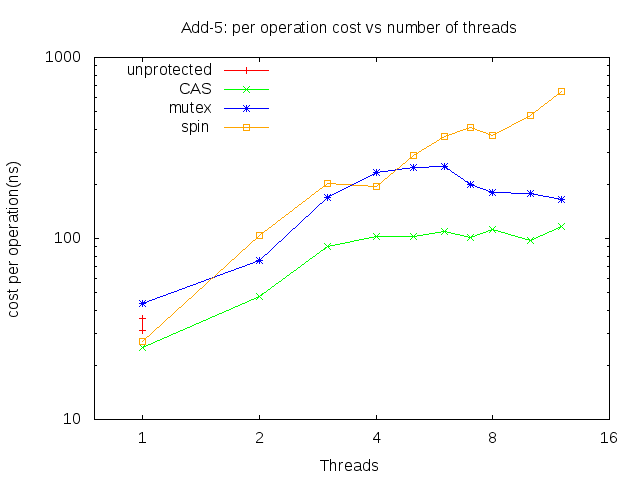 Add-5: per operation cost vs number of threads
1000
unprotected
CAS
mutex
spin
cost per operation(ns)
100
10
1 2 4 8 16
Threads